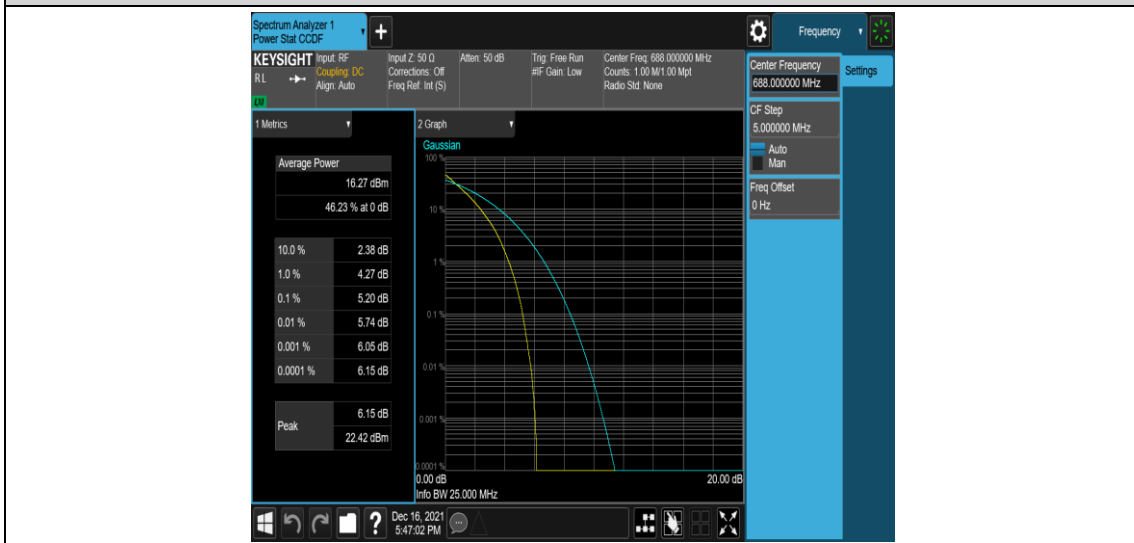 Spectrum Analyzer 1
Power Stat CCDF
+
Frequency
KEYSIGHT
RL
LXI
Input: RF
Coupling: DC
Align: Auto
Input Z: 50 Ω
Corrections: Off
Freq Ref: Int (S)
Atten: 50 dB
Trig: Free Run
#IF Gain: Low
Center Freq: 688.000000 MHz
Counts: 1.00 M/1.00 Mpt
Radio Std: None
Center Frequency
688.000000 MHz
Settings
CF Step
5.000000 MHz
Auto
Man
Freq Offset
0 Hz
1 Metrics
Average Power
16.27 dBm
46.23 % at 0 dB
10.0 % 2.38 dB
1.0 % 4.27 dB
0.1 % 5.20 dB
0.01 % 5.74 dB
0.001 % 6.05 dB
0.0001 % 6.15 dB
Peak
6.15 dB
22.42 dBm
2 Graph
Gaussian
100 %
10 %
1 %
0.1 %
0.01 %
0.001 %
0.0001 %
0.00 dB 20.00 dB
Info BW 25.000 MHz
?
Dec 16, 2021
5:47:02 PM